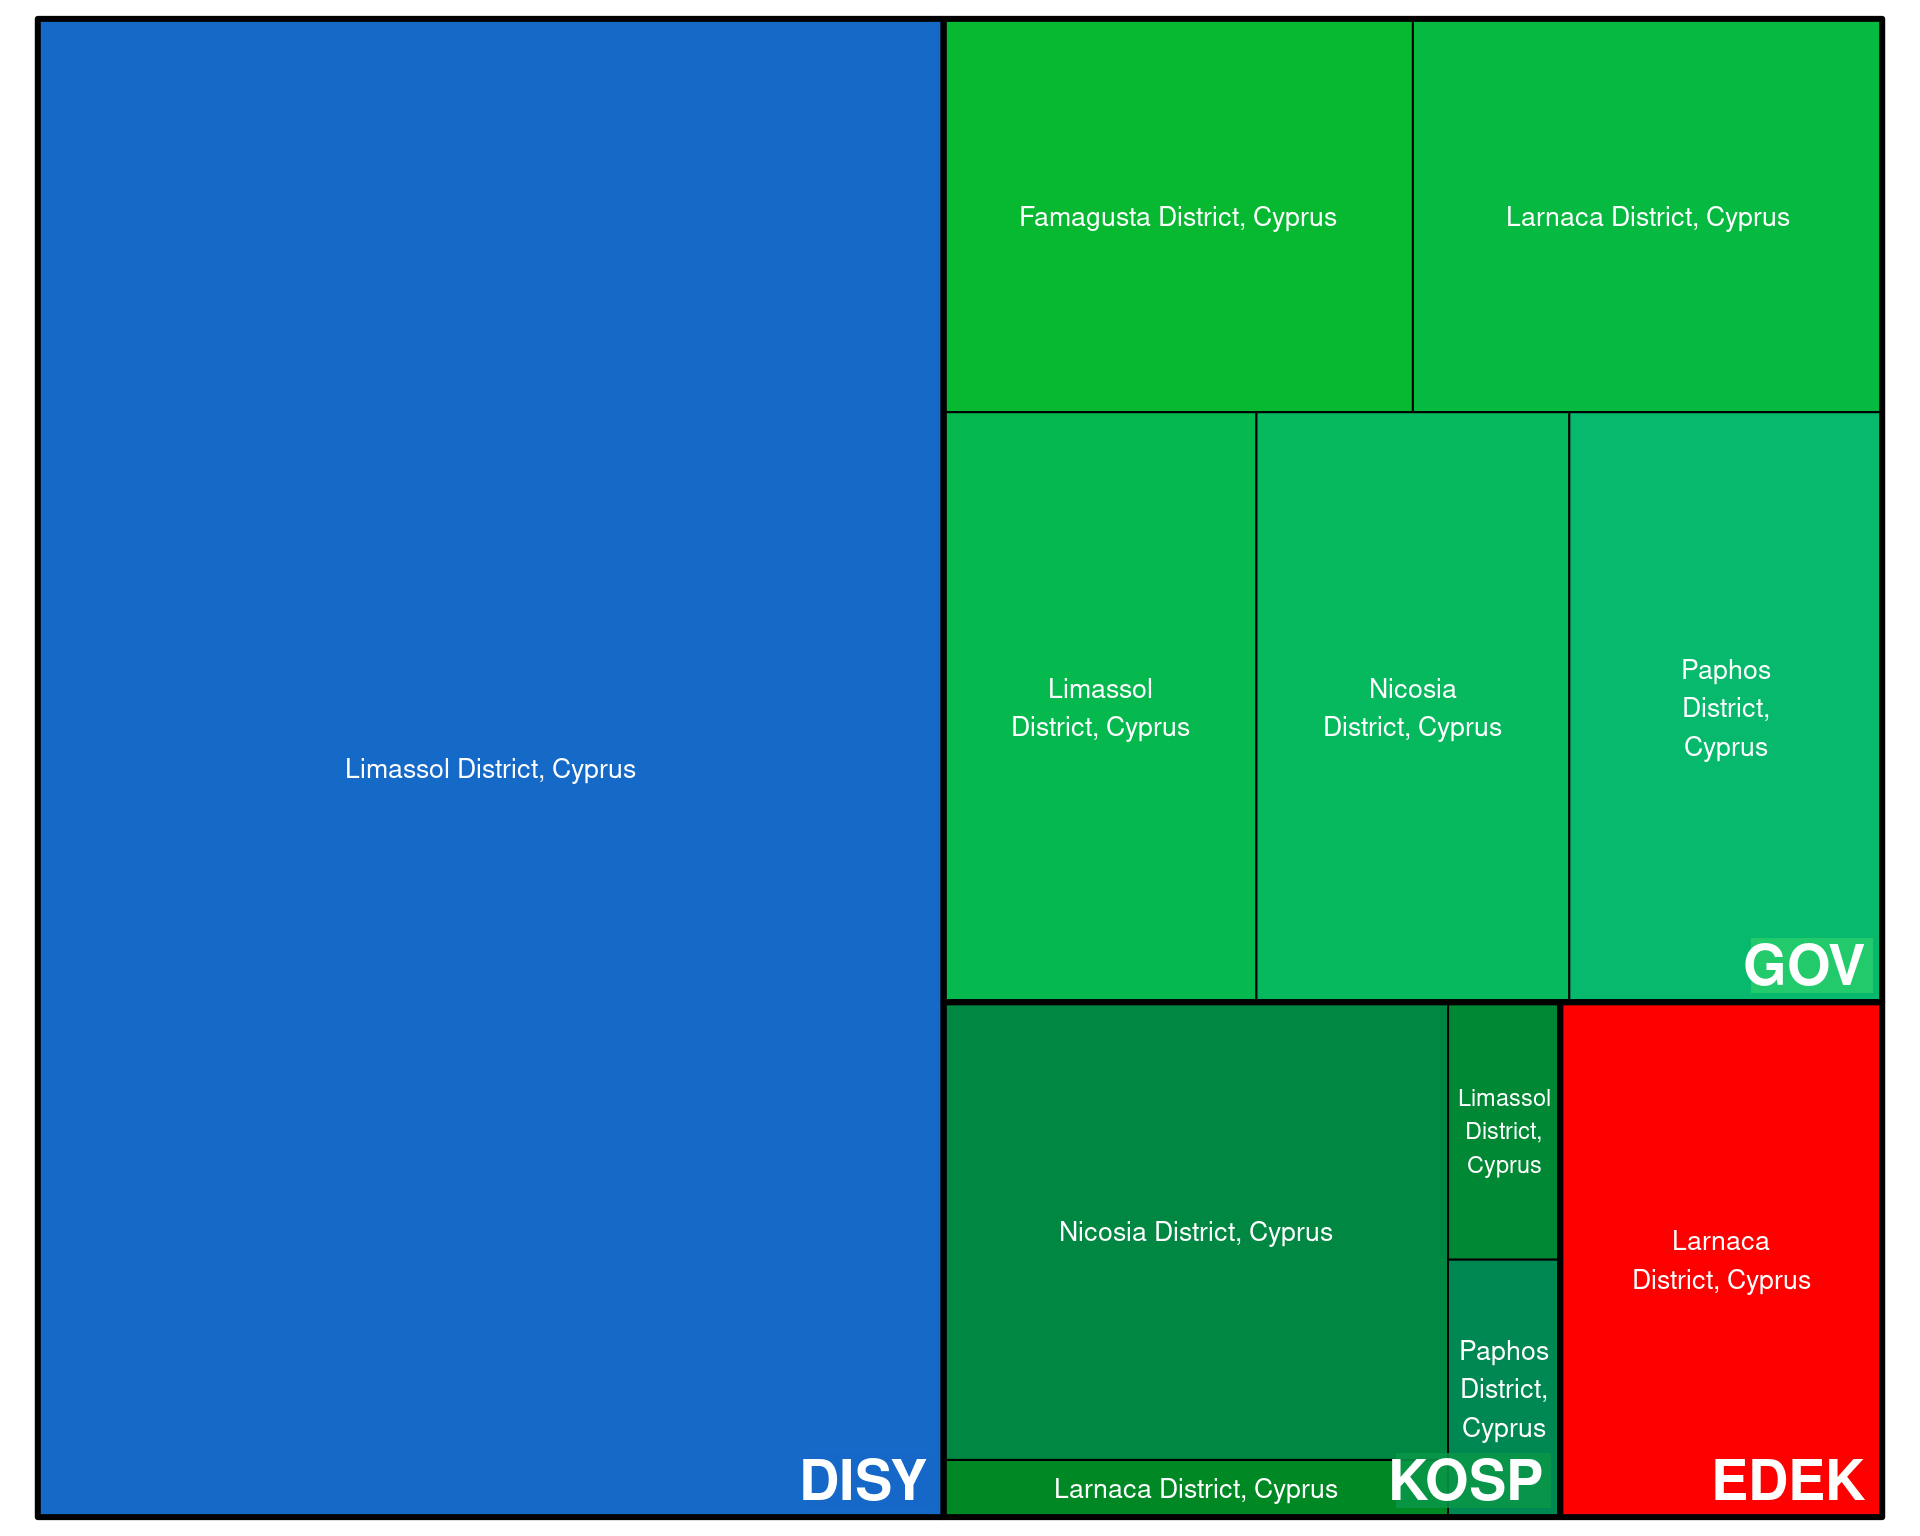 Limassol District, Cyprus
DISY
Famagusta District, Cyprus
Larnaca District, Cyprus
Limassol
District, Cyprus
Nicosia
District, Cyprus
Paphos
District,
Cyprus
GOV
Nicosia District, Cyprus
Limassol
District,
Cyprus
Paphos
District,
Cyprus
Larnaca District, Cyprus
KOSP
Larnaca
District, Cyprus
EDEK